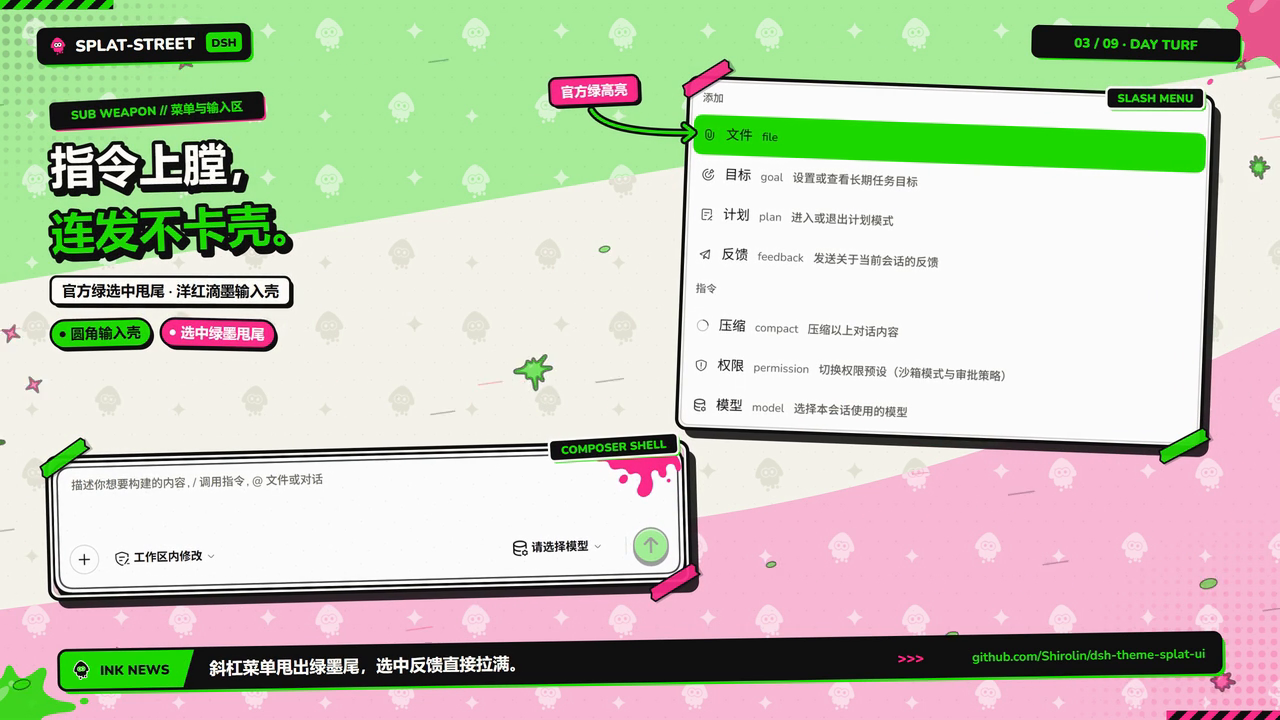 SPLAT-STREET DSH
03 / 09 · DAY TURF
SUB WEAPON // 菜单与输入区
指令上膛，
连发不卡壳。
官方绿选中甩尾 · 洋红滴墨输入壳
圆角输入壳
选中绿墨甩尾
官方绿高亮
SLASH MENU
添加
文件 file
目标 goal 设置或查看长期任务目标
计划 plan 进入或退出计划模式
反馈 feedback 发送关于当前会话的反馈
指令
压缩 compact 压缩以上对话内容
权限 permission 切换权限预设（沙箱模式与审批策略）
模型 model 选择本会话使用的模型
COMPOSER SHELL
描述你想要构建的内容, / 调用指令, @ 文件或对话
工作区内修改
请选择模型
INK NEWS
斜杠菜单甩出绿墨尾，选中反馈直接拉满。
>>>
github.com/Shirolin/dsh-theme-splat-ui